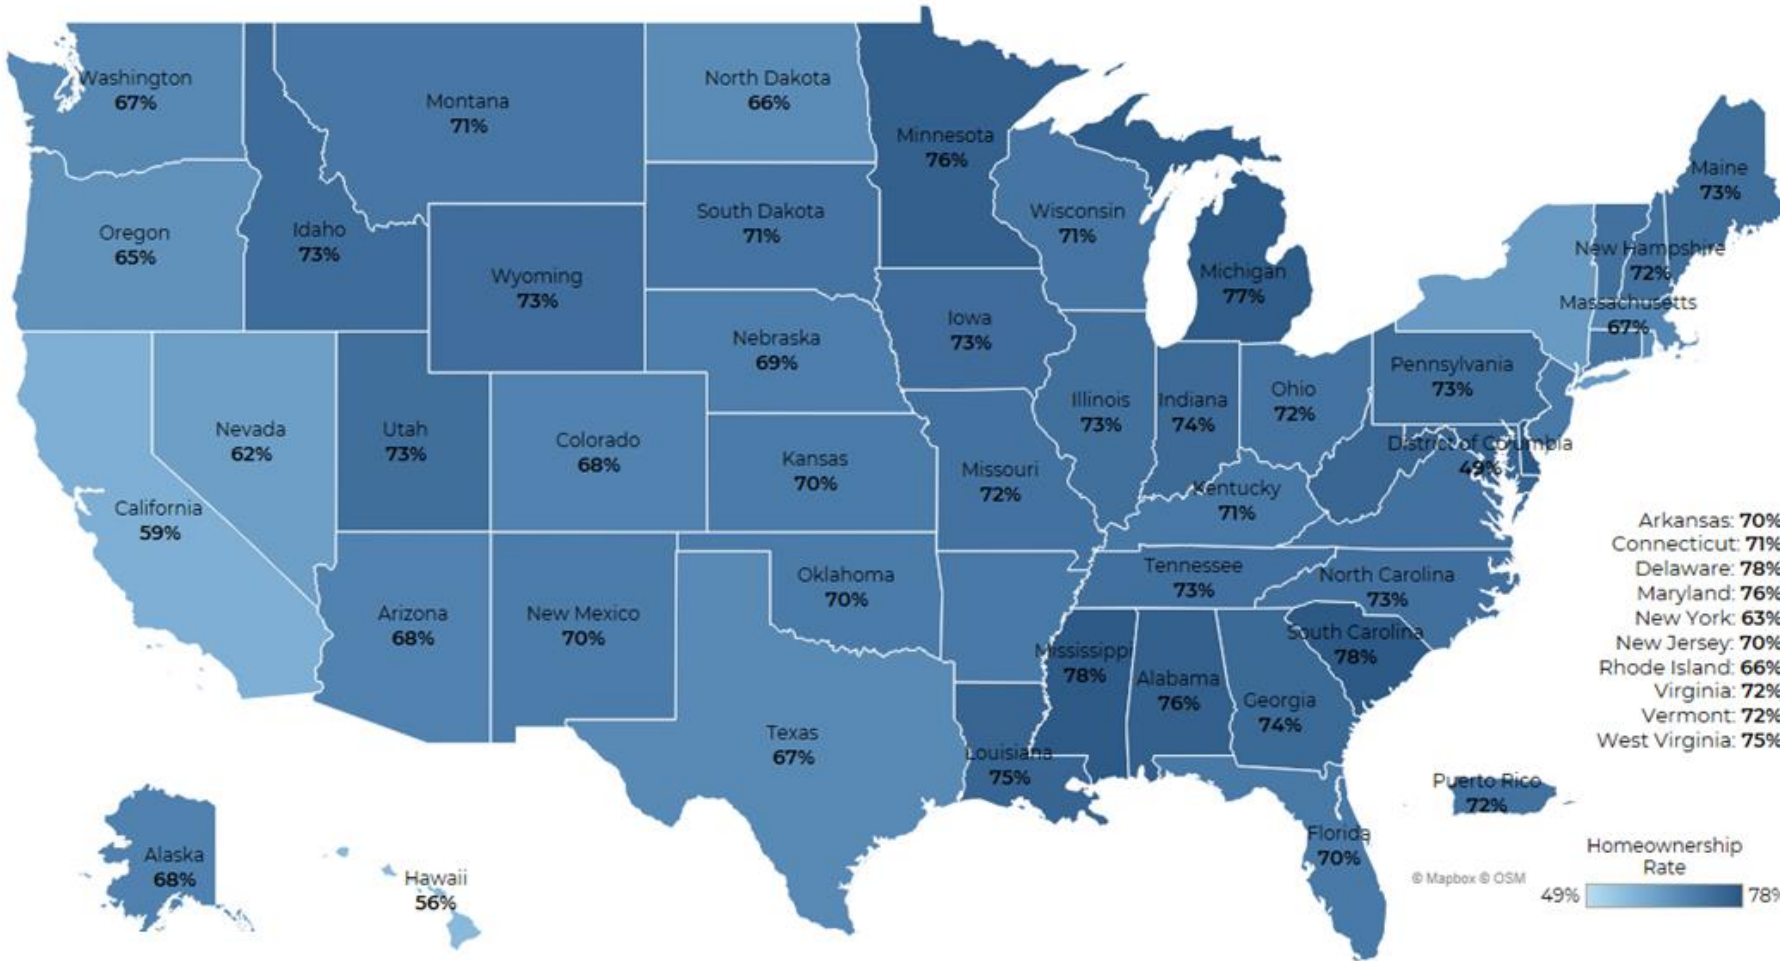 Washington
67%
Montana
71%
North Dakota
66%
Minnesota
76%
Maine
73%
Oregon
65%
Idaho
73%
Wyoming
73%
South Dakota
71%
Wisconsin
71%
Michigan
77%
New Hampshire
72%
Massachusetts
67%
Nebraska
69%
Iowa
73%
Illinois
73%
Indiana
74%
Ohio
72%
Pennsylvania
73%
Nevada
62%
Utah
73%
Colorado
68%
Kansas
70%
Missouri
72%
Kentucky
71%
District of Columbia
49%
California
59%
Arizona
68%
New Mexico
70%
Oklahoma
70%
Tennessee
73%
North Carolina
73%
South Carolina
78%
Mississippi
78%
Alabama
76%
Georgia
74%
Texas
67%
Louisiana
75%
Florida
70%
Alaska
68%
Hawaii
56%
Arkansas: 70%
Connecticut: 71%
Delaware: 78%
Maryland: 76%
New York: 63%
New Jersey: 70%
Rhode Island: 66%
Virginia: 72%
Vermont: 72%
West Virginia: 75%
Puerto Rico
72%
Homeownership
Rate
49% 78%
© Mapbox © OSM